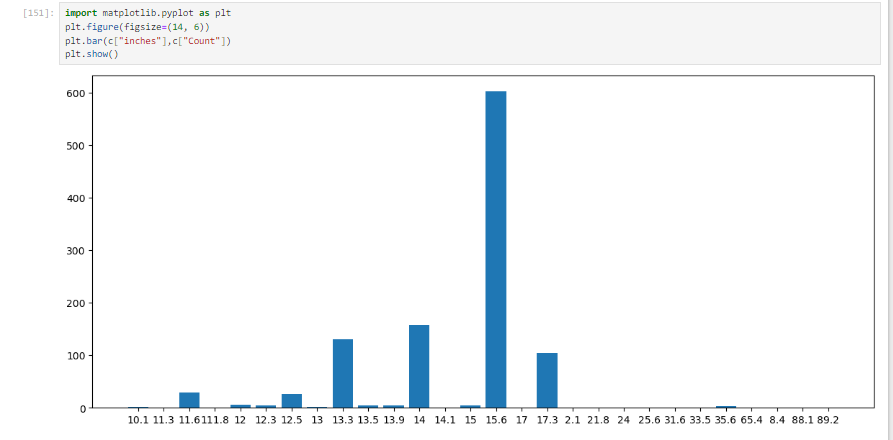 [151]: import matplotlib.pyplot as plt
plt.figure(figsize=(14, 6))
plt.bar(c["inches"],c["Count"])
plt.show()
600
500
400
300
200
100
0
10.1 11.3 11.6 111.8 12 12.3 12.5 13 13.3 13.5 13.9 14 14.1 15 15.6 17 17.3 2.1 21.8 24 25.6 31.6 33.5 35.6 65.4 8.4 88.1 89.2